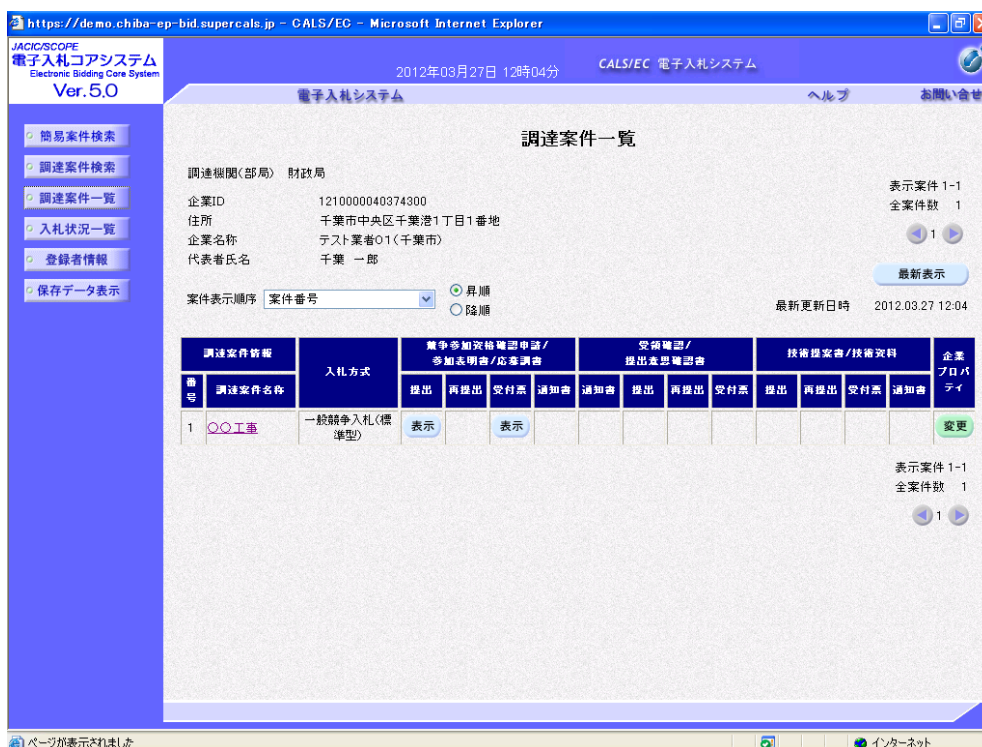 https://demo.chiba-ep-bid.supercals.jp - CALS/EC - Microsoft Internet Explorer
JACIC/SCOPE
電子入札コアシステム
Electronic Bidding Core System
Ver.5.0
2012年03月27日 12時04分
CALS/EC 電子入札システム
電子入札システム
ヘルプ
お問い合せ
簡易案件検索
調達案件検索
調達案件一覧
入札状況一覧
登録者情報
保存データ表示
調達案件一覧
調達機関(部局) 財政局
企業ID 1210000040374300
住所 千葉市中央区千葉港1丁目1番地
企業名称 テスト業者01(千葉市)
代表者氏名 千葉 一郎
表示案件 1-1
全案件数 1
1
最新表示
案件表示順序 案件番号
昇順
降順
最新更新日時 2012.03.27 12:04
調達案件情報
入札方式
競争参加資格確認申請/
参加表明書/応募調書
受領確認/
提出意思確認書
技術提案書/技術資料
企業
プロパ
ティ
番
号
調達案件名称
提出 再提出 受付票 通知書 通知書 提出 再提出 受付票 提出 再提出 受付票 通知書
1 〇〇工事 一般競争入札(標
準型) 表示 表示 変更
表示案件 1-1
全案件数 1
1
ページが表示されました
インターネット